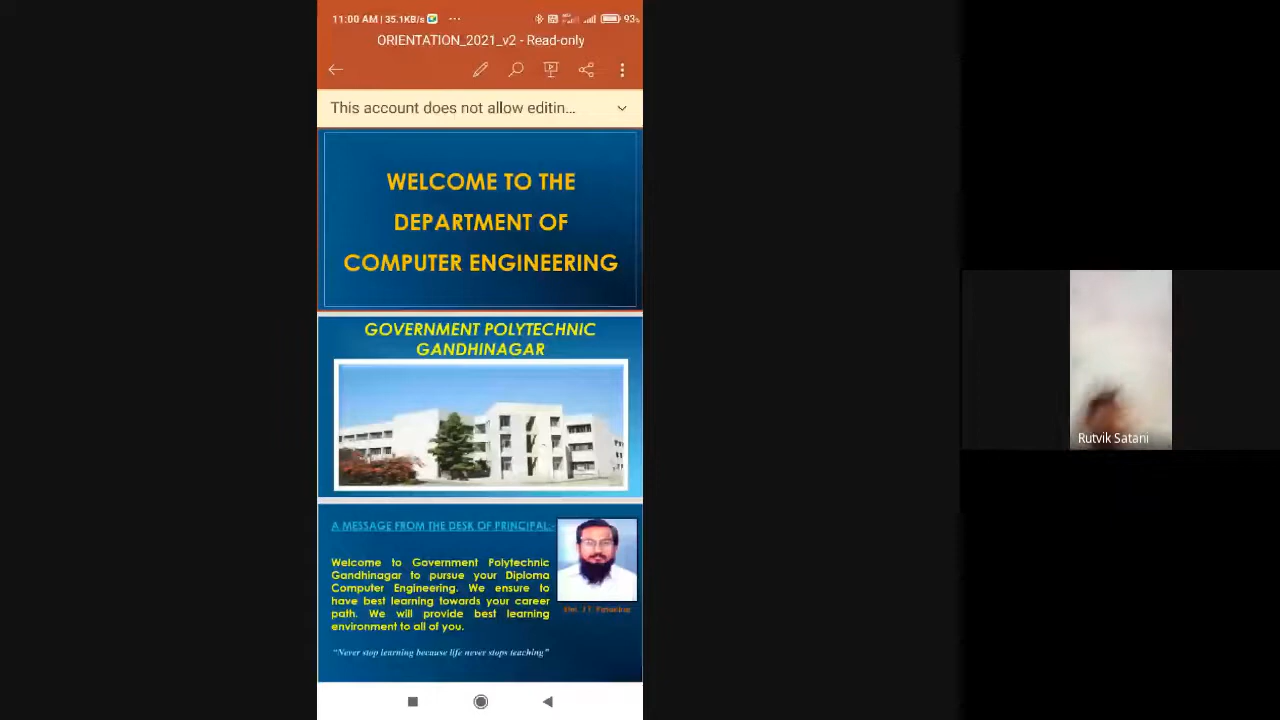 11:00 AM | 35.1KB/s
93%
ORIENTATION_2021_v2 - Read-only
This account does not allow editin...
WELCOME TO THE
DEPARTMENT OF
COMPUTER ENGINEERING
GOVERNMENT POLYTECHNIC
GANDHINAGAR
A MESSAGE FROM THE DESK OF PRINCIPAL:-
Welcome to Government Polytechnic
Gandhinagar to pursue your Diploma
Computer Engineering. We ensure to
have best learning towards your career
path. We will provide best learning
environment to all of you.
"Never stop learning because life never stops teaching"
Rutvik Satani